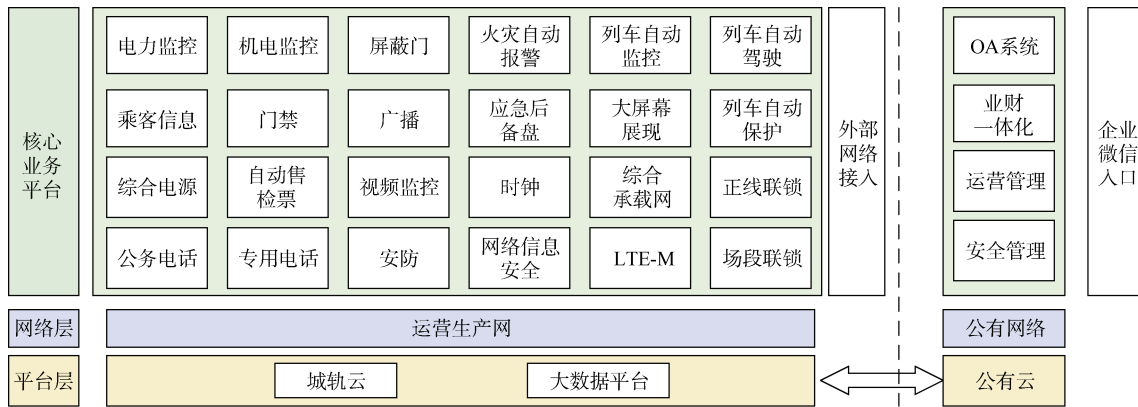 核心
业务
平台
电力监控
机电监控
屏蔽门
火灾自动
报警
列车自动
监控
列车自动
驾驶
乘客信息
门禁
广播
应急后
备盘
大屏幕
展现
列车自动
保护
综合电源
自动售
检票
视频监控
时钟
综合
承载网
正线联锁
公务电话
专用电话
安防
网络信息
安全
LTE-M
场段联锁
外部
网络
接入
OA系统
业财
一体化
运营管理
安全管理
企业
微信
入口
网络层
运营生产网
公有网络
平台层
城轨云
大数据平台
公有云